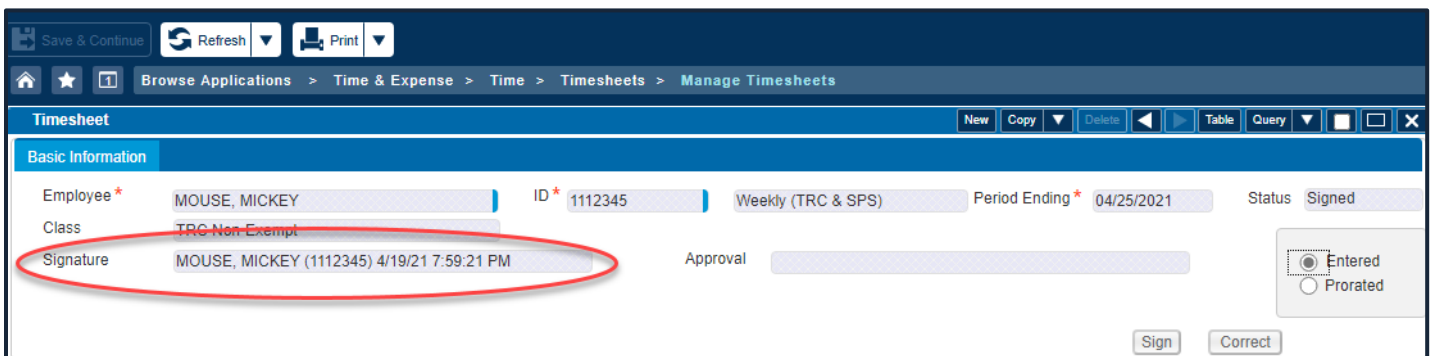 Save & Continue Refresh Print
1 Browse Applications > Time & Expense > Time > Timesheets > Manage Timesheets
Timesheet New Copy Delete Table Query
Basic Information
Employee * MOUSE, MICKEY ID * 1112345 Weekly (TRC & SPS) Period Ending * 04/25/2021 Status Signed
Class TRC Non-Exempt
Signature MOUSE, MICKEY (1112345) 4/19/21 7:59:21 PM Approval Entered
Prorated
Sign Correct